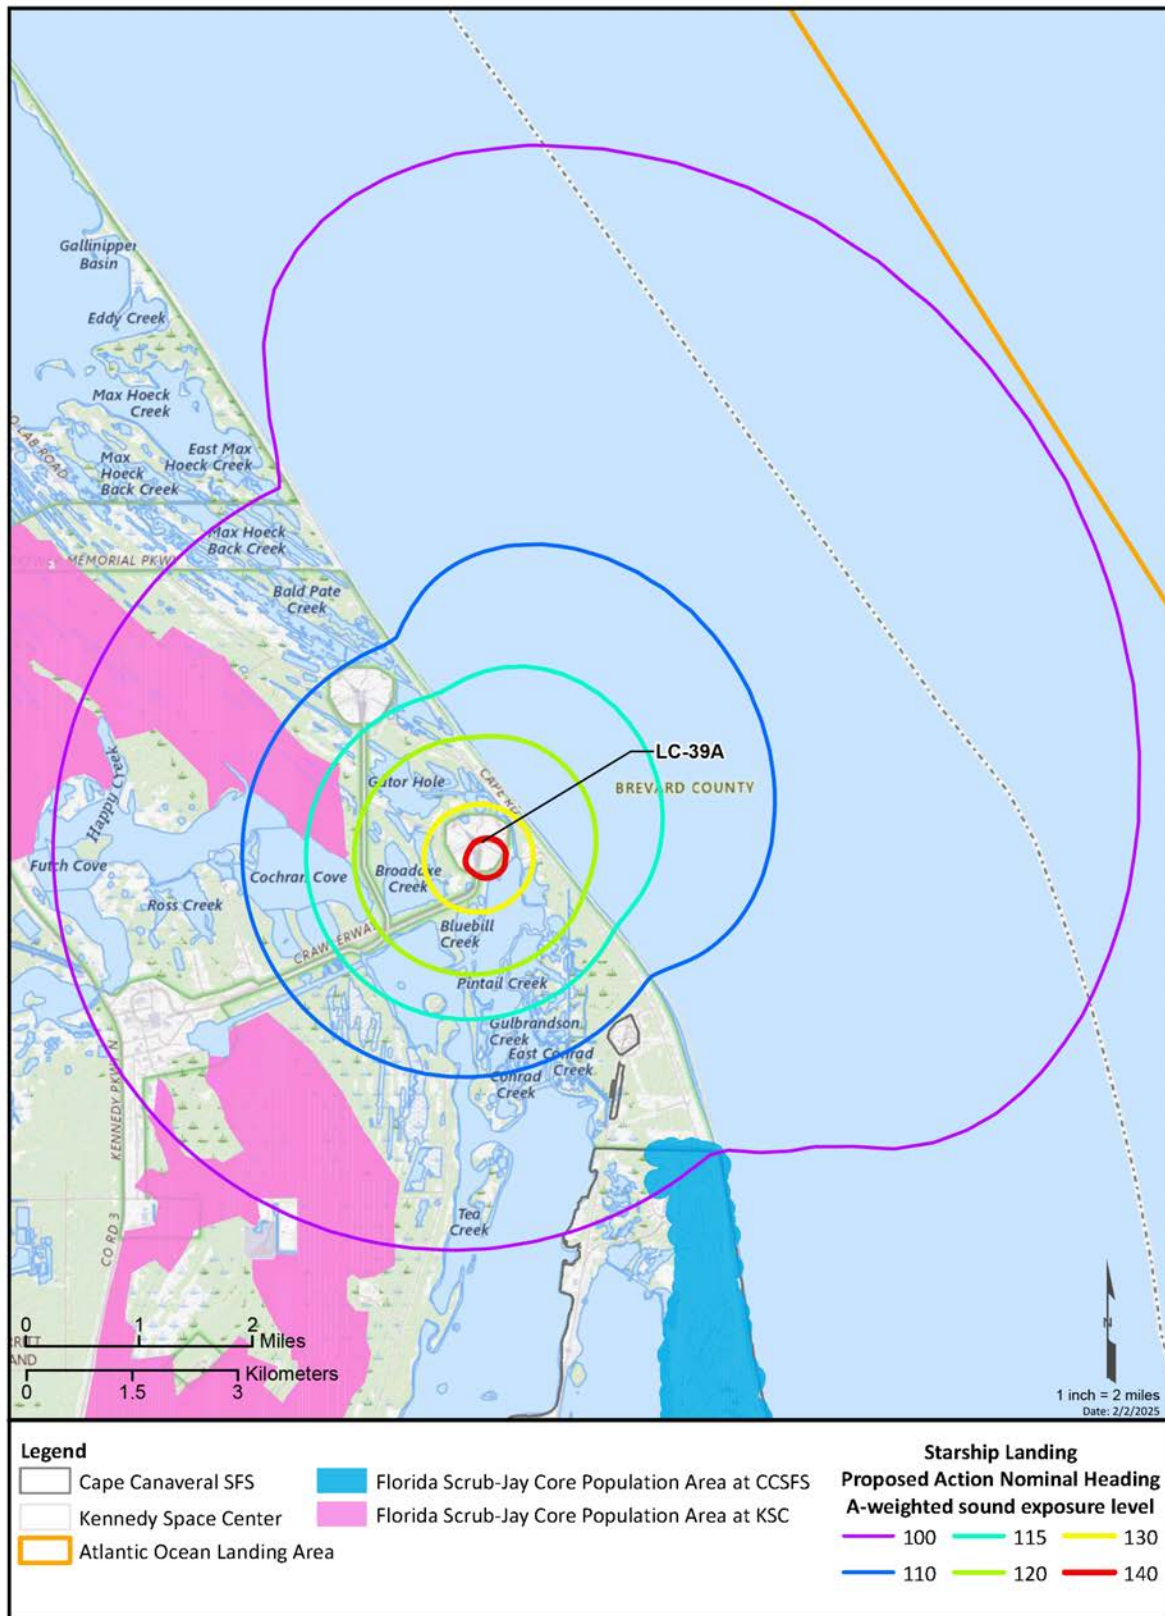 Gallinipper
Basin
Eddy Creek
Max Hoeck
Creek
East Max
Hoeck Creek
Max
Hoeck
Back Creek
O-LAB-ROAD
Max Hoeck
Back Creek
MEMORIAL PKWY
Bald Pate
Creek
LC-39A
Gator Hole
CAPE RD
BREVARD COUNTY
Happy Creek
Futch Cove
Cochran Cove
Broadaxe
Creek
Ross Creek
CRAWLERWAY
Bluebill
Creek
Pintail Creek
Gulbrandson
Creek
East Conrad
Creek
Conrad
Creek
KENNEDY PKWY N
Tea
Creek
CO RD 3
0 1 2
Miles
Kilometers
0 1.5 3
N
1 inch = 2 miles
Date: 2/2/2025
Legend
Cape Canaveral SFS
Kennedy Space Center
Atlantic Ocean Landing Area
Florida Scrub-Jay Core Population Area at CCSFS
Florida Scrub-Jay Core Population Area at KSC
Starship Landing
Proposed Action Nominal Heading
A-weighted sound exposure level
100 115 130
110 120 140